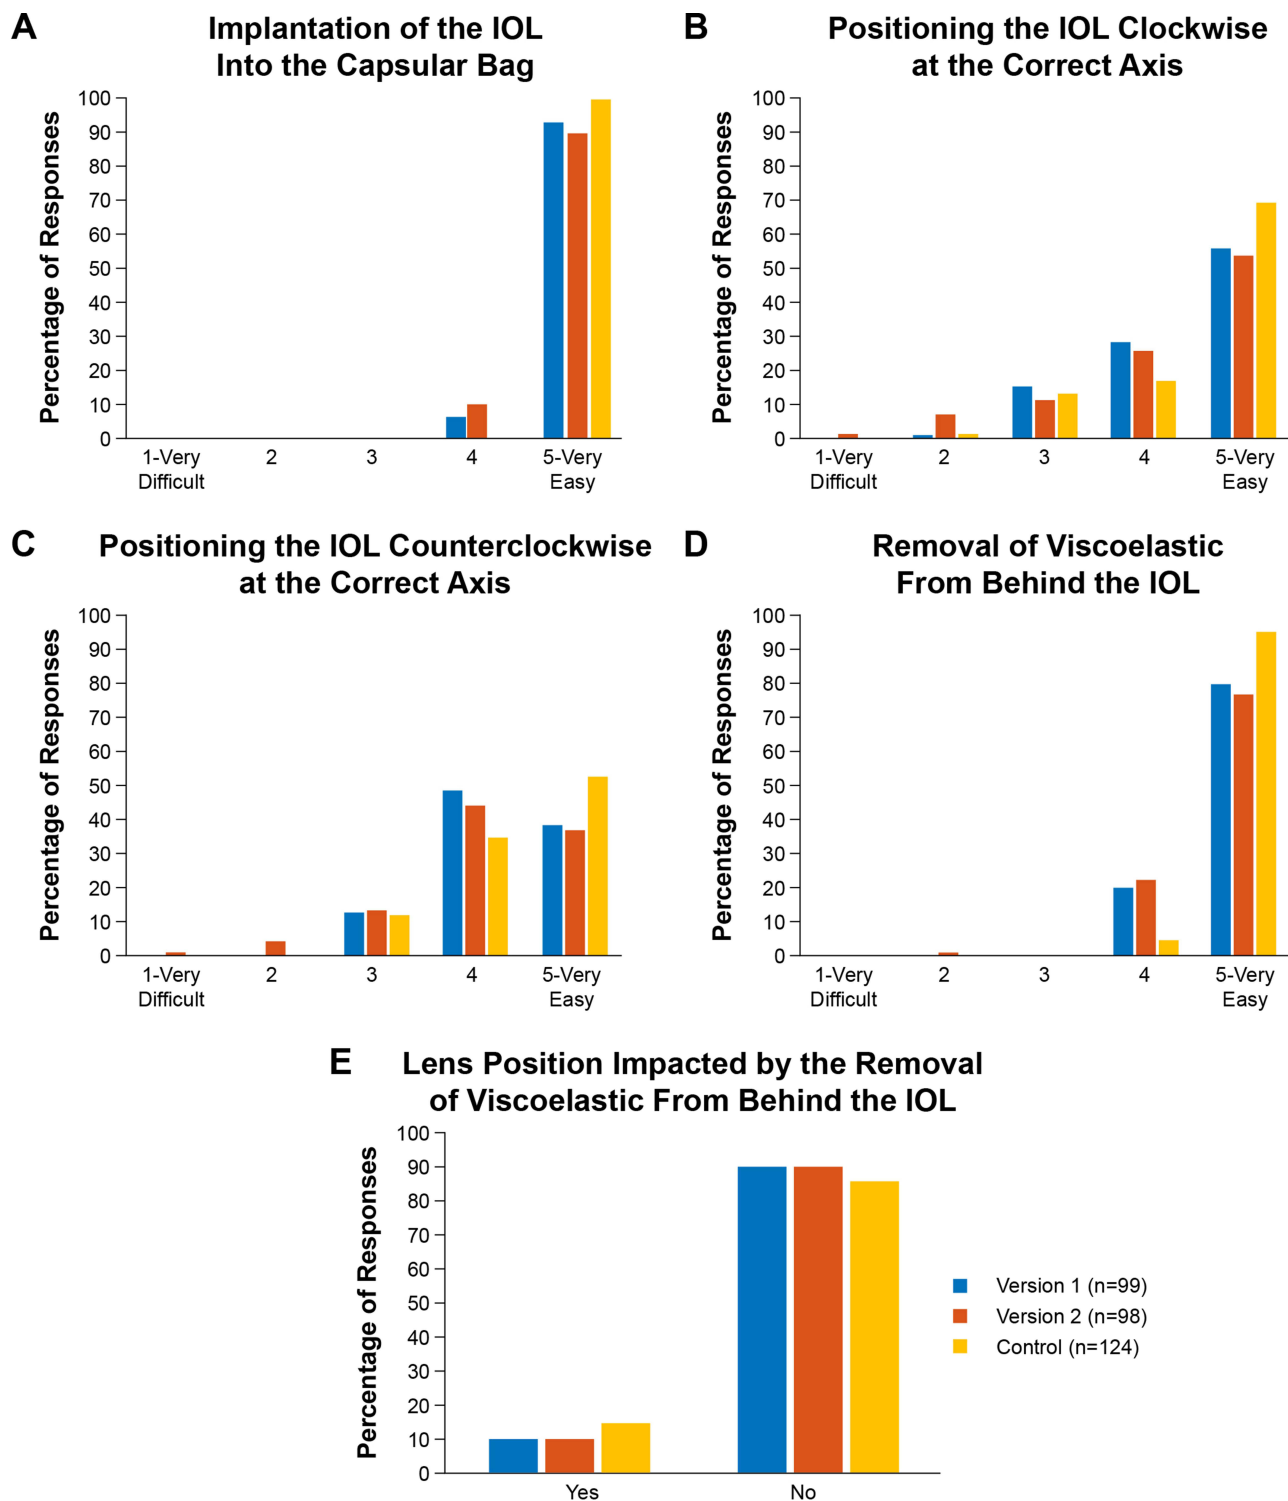 A
Implantation of the IOL
Into the Capsular Bag
Percentage of Responses
100
90
80
70
60
50
40
30
20
10
0
1-Very
Difficult
2
3
4
5-Very
Easy
B
Positioning the IOL Clockwise
at the Correct Axis
Percentage of Responses
100
90
80
70
60
50
40
30
20
10
0
1-Very
Difficult
2
3
4
5-Very
Easy
C
Positioning the IOL Counterclockwise
at the Correct Axis
Percentage of Responses
100
90
80
70
60
50
40
30
20
10
0
1-Very
Difficult
2
3
4
5-Very
Easy
D
Removal of Viscoelastic
From Behind the IOL
Percentage of Responses
100
90
80
70
60
50
40
30
20
10
0
1-Very
Difficult
2
3
4
5-Very
Easy
E
Lens Position Impacted by the Removal
of Viscoelastic From Behind the IOL
Percentage of Responses
100
90
80
70
60
50
40
30
20
10
0
Yes
No
Version 1 (n=99)
Version 2 (n=98)
Control (n=124)